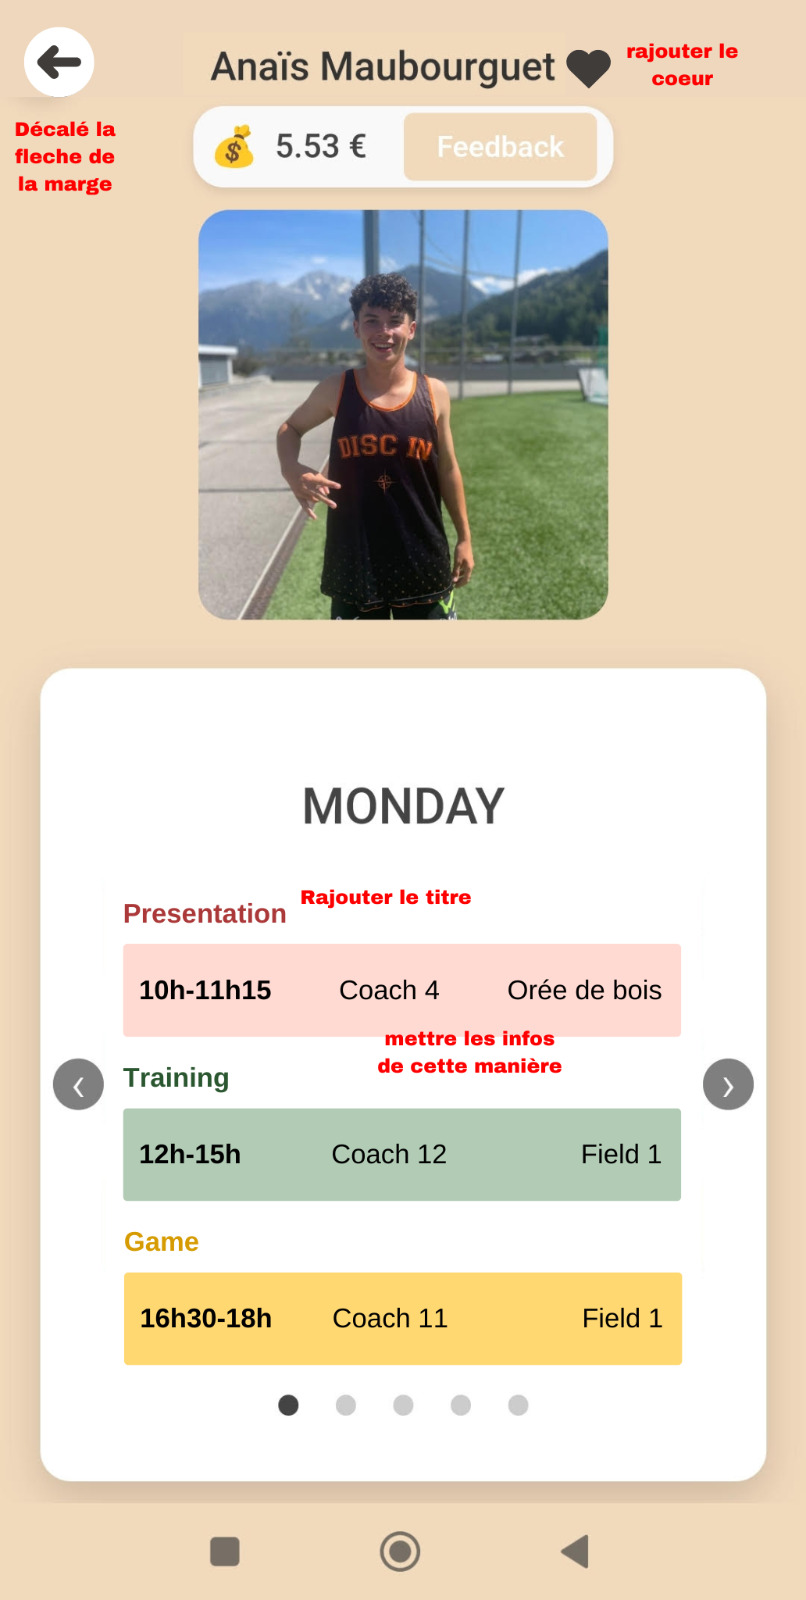 Anaïs Maubourguet
rajouter le
coeur
Décalé la
fleche de
la marge
5.53 €
Feedback
DISC IN
MONDAY
Presentation
Rajouter le titre
10h-11h15 Coach 4 Orée de bois
mettre les infos
de cette manière
Training
12h-15h Coach 12 Field 1
Game
16h30-18h Coach 11 Field 1